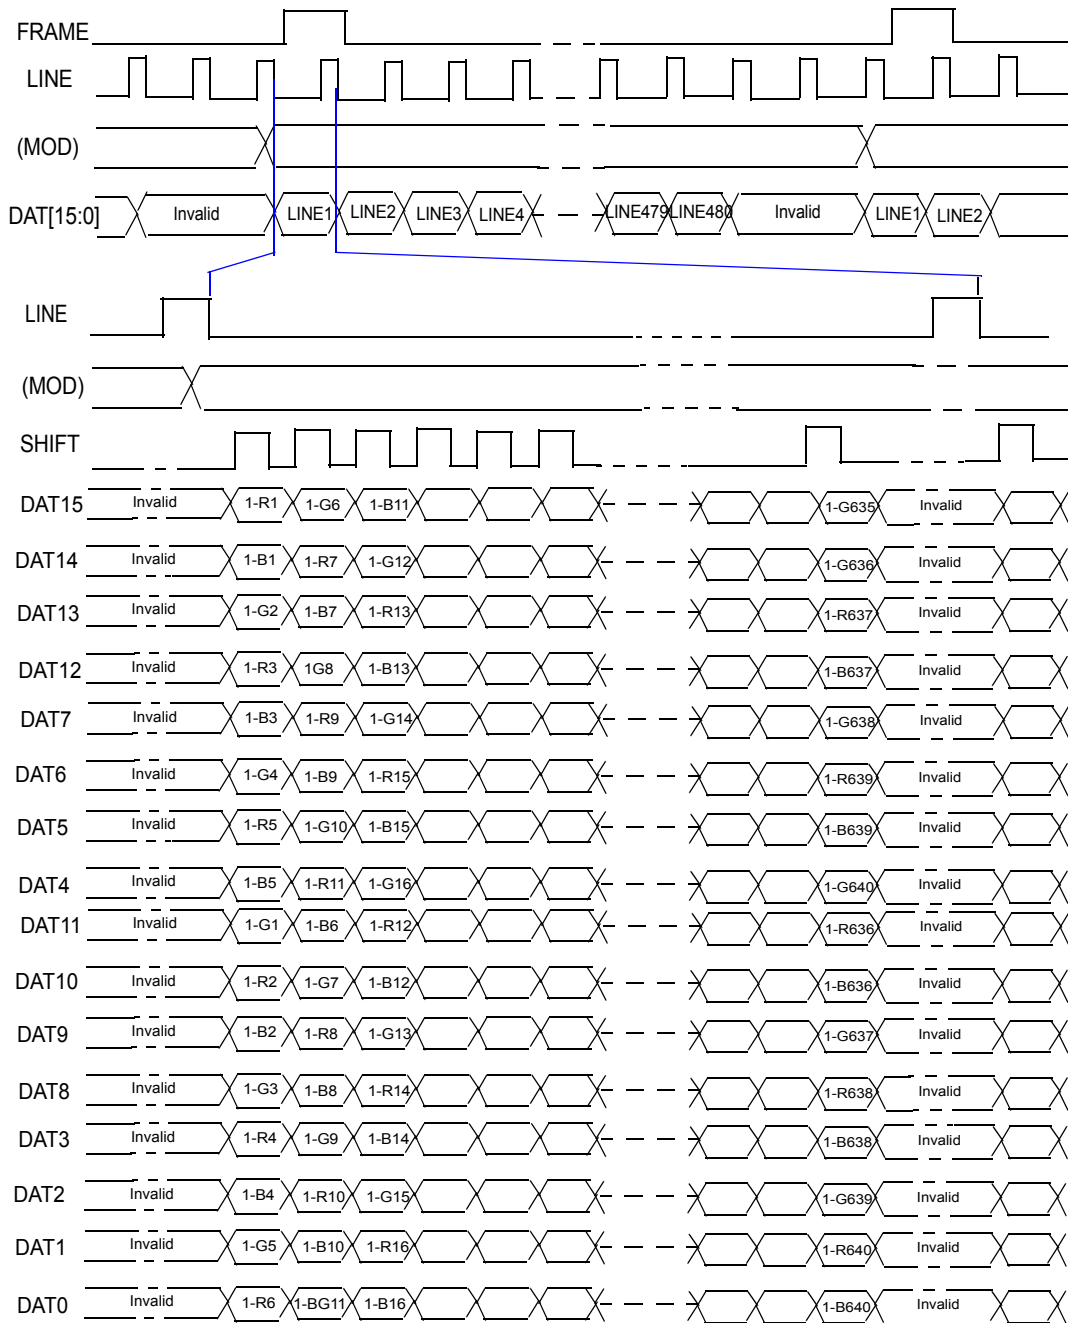 FRAME
LINE
(MOD)
DAT[15:0] Invalid LINE1 LINE2 LINE3 LINE4 LINE479 LINE480 Invalid LINE1 LINE2
LINE
(MOD)
SHIFT
DAT15 Invalid 1-R1 1-G6 1-B11 1-G635 Invalid
DAT14 Invalid 1-B1 1-R7 1-G12 1-G636 Invalid
DAT13 Invalid 1-G2 1-B7 1-R13 1-R637 Invalid
DAT12 Invalid 1-R3 1G8 1-B13 1-B637 Invalid
DAT7 Invalid 1-B3 1-R9 1-G14 1-G638 Invalid
DAT6 Invalid 1-G4 1-B9 1-R15 1-R639 Invalid
DAT5 Invalid 1-R5 1-G10 1-B15 1-B639 Invalid
DAT4 Invalid 1-B5 1-R11 1-G16 1-G640 Invalid
DAT11 Invalid 1-G1 1-B6 1-R12 1-R636 Invalid
DAT10 Invalid 1-R2 1-G7 1-B12 1-B636 Invalid
DAT9 Invalid 1-B2 1-R8 1-G13 1-G637 Invalid
DAT8 Invalid 1-G3 1-B8 1-R14 1-R638 Invalid
DAT3 Invalid 1-R4 1-G9 1-B14 1-B638 Invalid
DAT2 Invalid 1-B4 1-R10 1-G15 1-G639 Invalid
DAT1 Invalid 1-G5 1-B10 1-R16 1-R640 Invalid
DAT0 Invalid 1-R6 1-BG11 1-B16 1-B640 Invalid